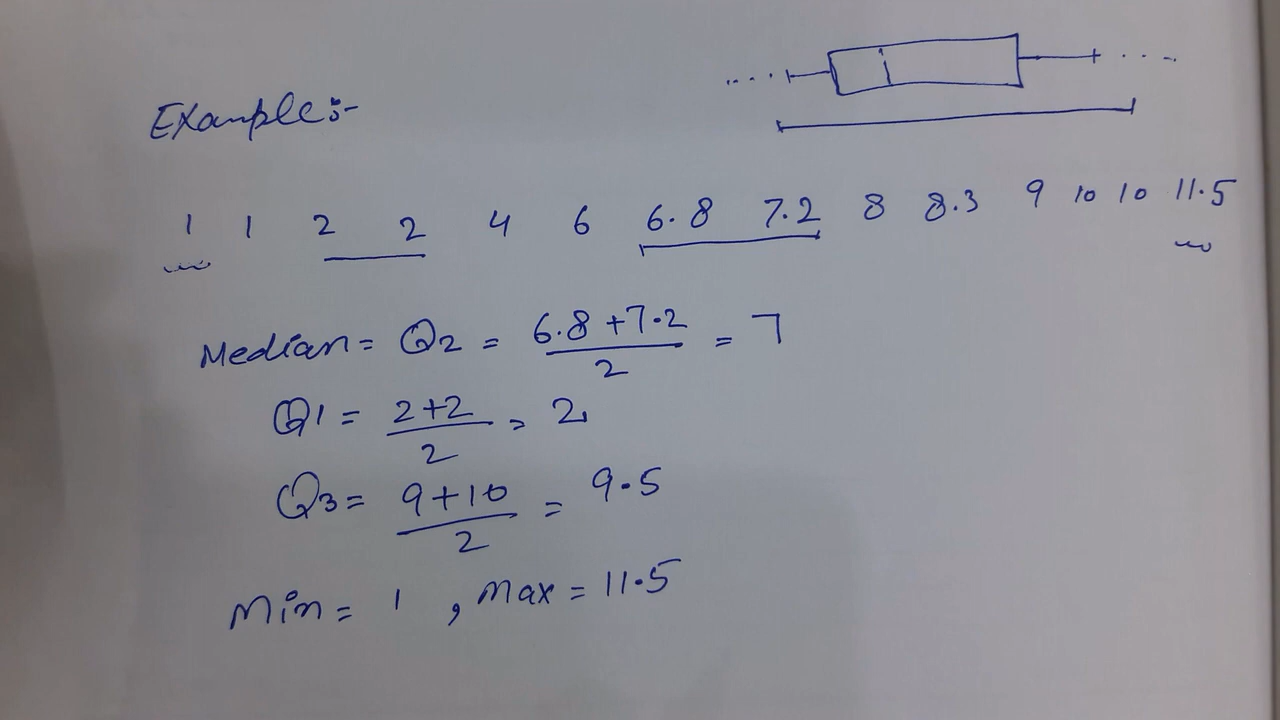 Example:-
1 1 2 2 4 6 6.8 7.2 8 8.3 9 10 10 11.5
Median = Q2 = 6.8+7.2/2 = 7
Q1 = 2+2/2 = 2
Q3 = 9+10/2 = 9.5
Min = 1 , Max = 11.5